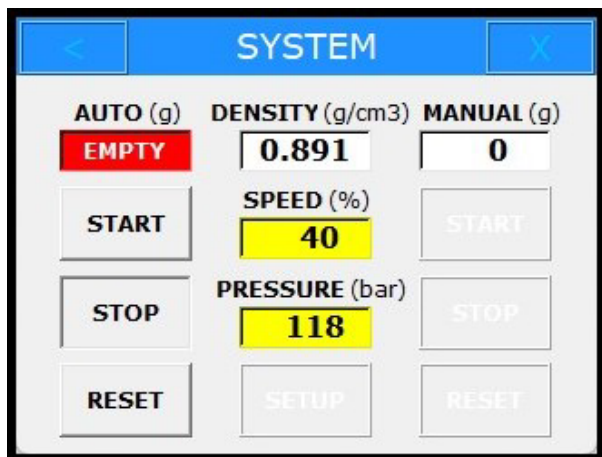 < SYSTEM X
AUTO (g) DENSITY (g/cm3) MANUAL (g)
EMPTY 0.891 0
SPEED (%)
START 40 START
PRESSURE (bar)
STOP 118 STOP
RESET SETUP RESET